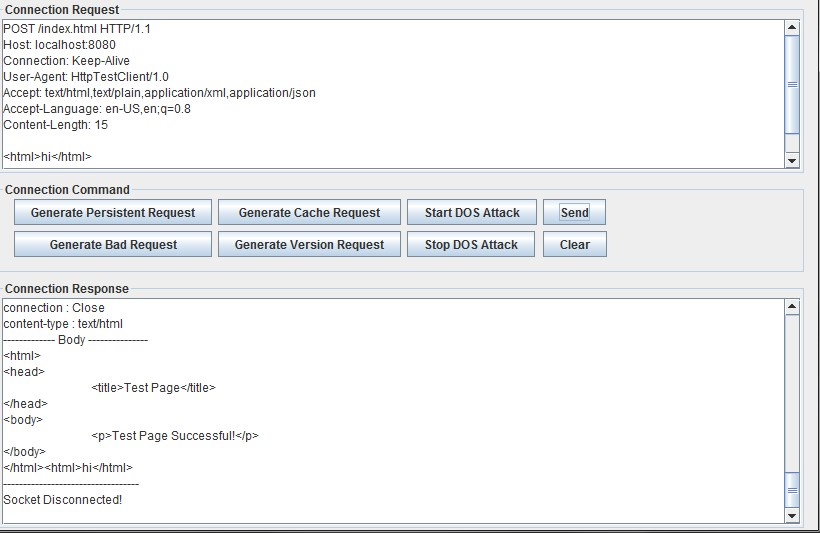 Connection Request
POST /index.html HTTP/1.1
Host: localhost:8080
Connection: Keep-Alive
User-Agent: HttpTestClient/1.0
Accept: text/html,text/plain,application/xml,application/json
Accept-Language: en-US,en;q=0.8
Content-Length: 15
<html>hi</html>
Connection Command
Generate Persistent Request Generate Cache Request Start DOS Attack Send
Generate Bad Request Generate Version Request Stop DOS Attack Clear
Connection Response
connection : Close
content-type : text/html
------------- Body ---------------
<html>
<head>
<title>Test Page</title>
</head>
<body>
<p>Test Page Successful!</p>
</body>
</html><html>hi</html>
----------------------------------
Socket Disconnected!